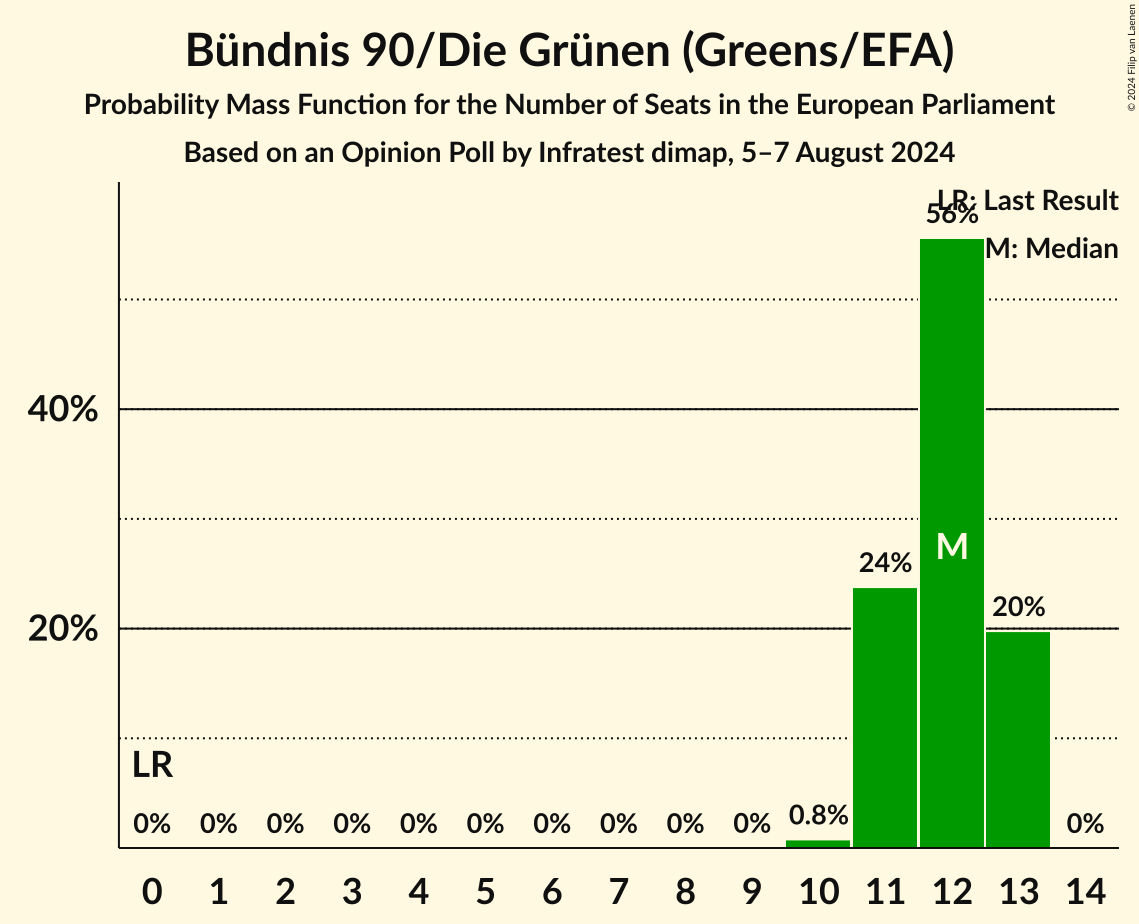 Bündnis 90/Die Grünen (Greens/EFA)
Probability Mass Function for the Number of Seats in the European Parliament
Based on an Opinion Poll by Infratest dimap, 5–7 August 2024
© 2024 Filip van Laenen
LR: Last Result
M: Median
56%
40%
M
24%
20%
20%
LR
0% 0% 0% 0% 0% 0% 0% 0% 0% 0% 0.8% 0%
0 1 2 3 4 5 6 7 8 9 10 11 12 13 14